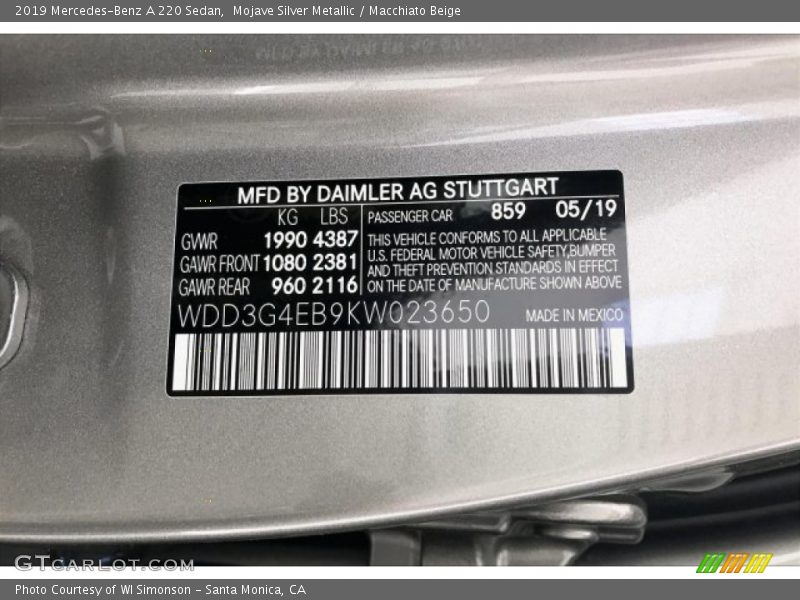 2019 Mercedes-Benz A 220 Sedan, Mojave Silver Metallic / Macchiato Beige
MFD BY DAIMLER AG STUTTGART
KG LBS
GWR 1990 4387
GAWR FRONT 1080 2381
GAWR REAR 960 2116
PASSENGER CAR 859 05/19
THIS VEHICLE CONFORMS TO ALL APPLICABLE
U.S. FEDERAL MOTOR VEHICLE SAFETY,BUMPER
AND THEFT PREVENTION STANDARDS IN EFFECT
ON THE DATE OF MANUFACTURE SHOWN ABOVE
WDD3G4EB9KW023650 MADE IN MEXICO
GTCARLOT.COM
Photo Courtesy of WI Simonson - Santa Monica, CA